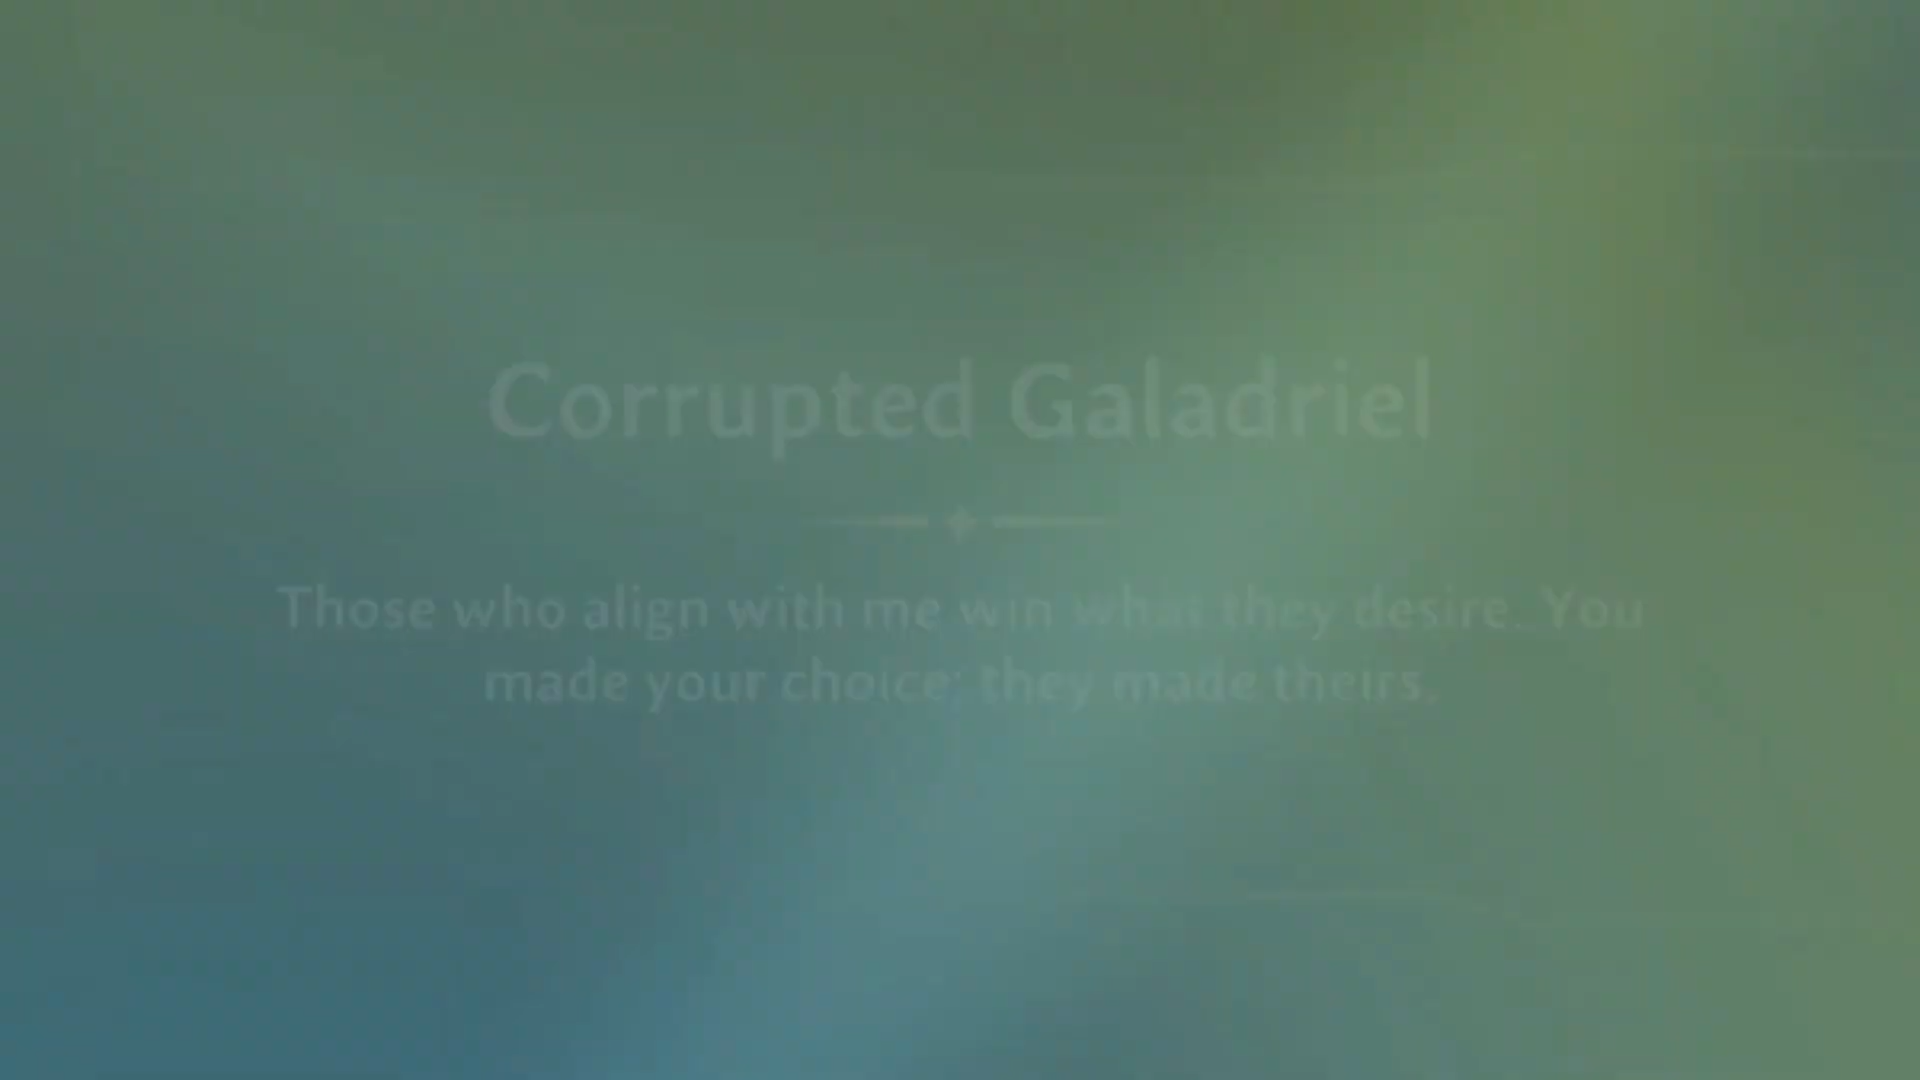 Corrupted Galadriel
Those who align with me win what they desire. You
made your choice; they made theirs.